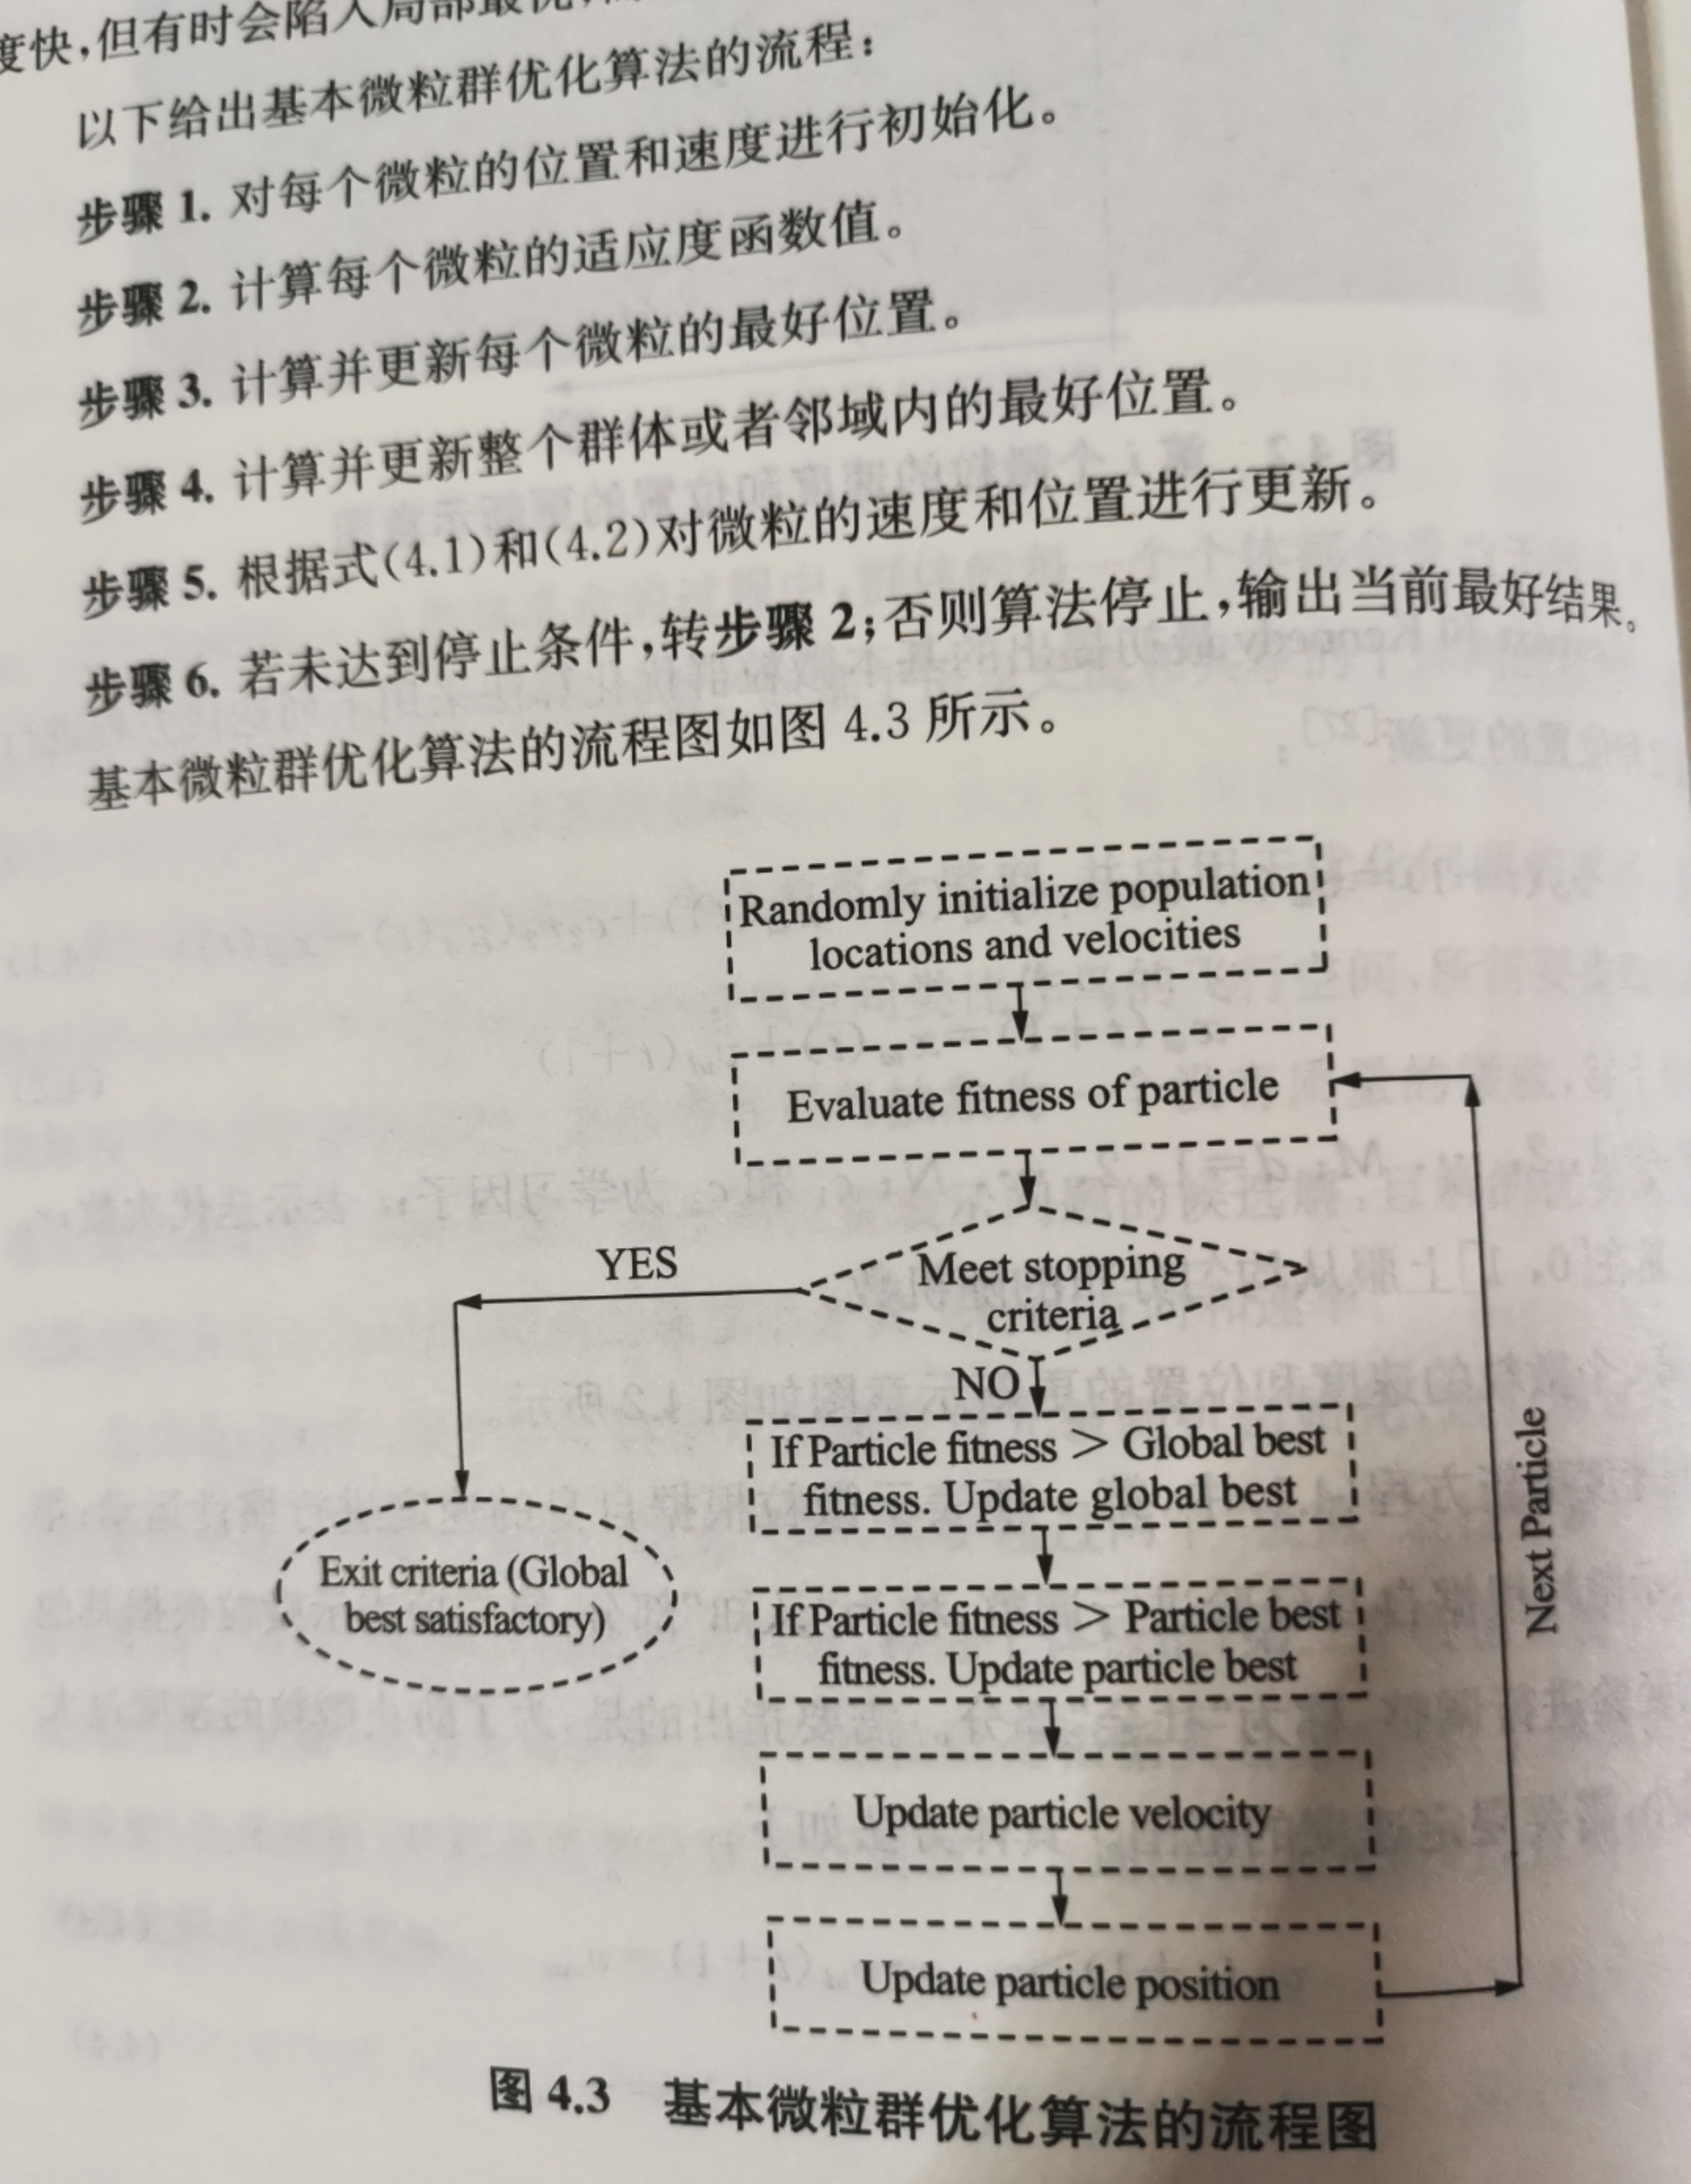 度快,但有时会陷入局部最优,
以下给出基本微粒群优化算法的流程:
步骤 1. 对每个微粒的位置和速度进行初始化。
步骤 2. 计算每个微粒的适应度函数值。
步骤 3. 计算并更新每个微粒的最好位置。
步骤 4. 计算并更新整个群体或者邻域内的最好位置。
步骤 5. 根据式(4.1)和(4.2)对微粒的速度和位置进行更新。
步骤 6. 若未达到停止条件,转步骤 2;否则算法停止,输出当前最好结果。
基本微粒群优化算法的流程图如图 4.3 所示。
Randomly initialize population
locations and velocities
Evaluate fitness of particle
YES
Meet stopping
criteria
NO
If Particle fitness > Global best
fitness. Update global best
Exit criteria (Global
best satisfactory)
If Particle fitness > Particle best
fitness. Update particle best
Next Particle
Update particle velocity
Update particle position
图 4.3 基本微粒群优化算法的流程图